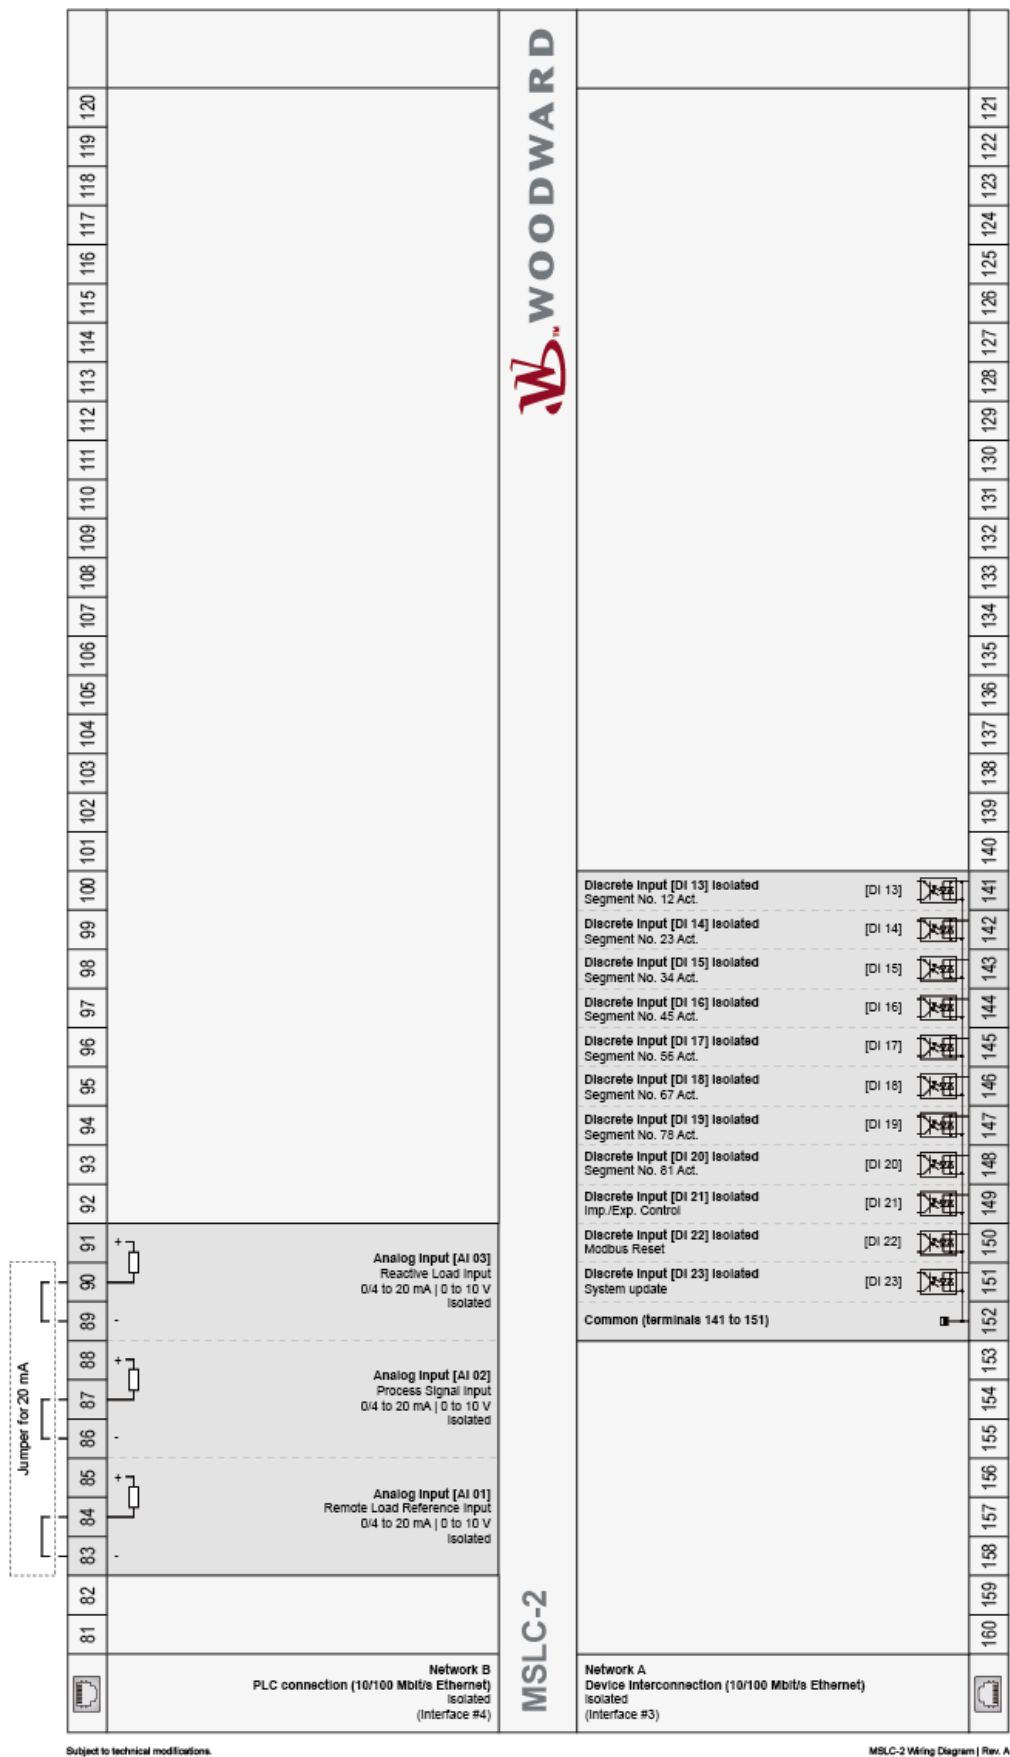 WOODWARD
TM
W
MSLC-2
120
119
118
117
116
115
114
113
112
111
110
109
108
107
106
105
104
103
102
101
100
99
98
97
96
95
94
93
92
91
90
89
88
87
86
85
84
83
82
81
Jumper for 20 mA
+
Analog Input [AI 03]
Reactive Load Input
0/4 to 20 mA | 0 to 10 V
Isolated
-
+
Analog Input [AI 02]
Process Signal Input
0/4 to 20 mA | 0 to 10 V
Isolated
-
+
Analog Input [AI 01]
Remote Load Reference Input
0/4 to 20 mA | 0 to 10 V
Isolated
-
Network B
PLC connection (10/100 Mbit/s Ethernet)
Isolated
(Interface #4)
121
122
123
124
125
126
127
128
129
130
131
132
133
134
135
136
137
138
139
140
Discrete Input [DI 13] Isolated
Segment No. 12 Act.
[DI 13]
141
Discrete Input [DI 14] Isolated
Segment No. 23 Act.
[DI 14]
142
Discrete Input [DI 15] Isolated
Segment No. 34 Act.
[DI 15]
143
Discrete Input [DI 16] Isolated
Segment No. 45 Act.
[DI 16]
144
Discrete Input [DI 17] Isolated
Segment No. 56 Act.
[DI 17]
145
Discrete Input [DI 18] Isolated
Segment No. 67 Act.
[DI 18]
146
Discrete Input [DI 19] Isolated
Segment No. 78 Act.
[DI 19]
147
Discrete Input [DI 20] Isolated
Segment No. 81 Act.
[DI 20]
148
Discrete Input [DI 21] Isolated
Imp./Exp. Control
[DI 21]
149
Discrete Input [DI 22] Isolated
Modbus Reset
[DI 22]
150
Discrete Input [DI 23] Isolated
System update
[DI 23]
151
Common (terminals 141 to 151)
152
153
154
155
156
157
158
159
160
Network A
Device Interconnection (10/100 Mbit/s Ethernet)
Isolated
(Interface #3)
Subject to technical modifications.
MSLC-2 Wiring Diagram | Rev. A